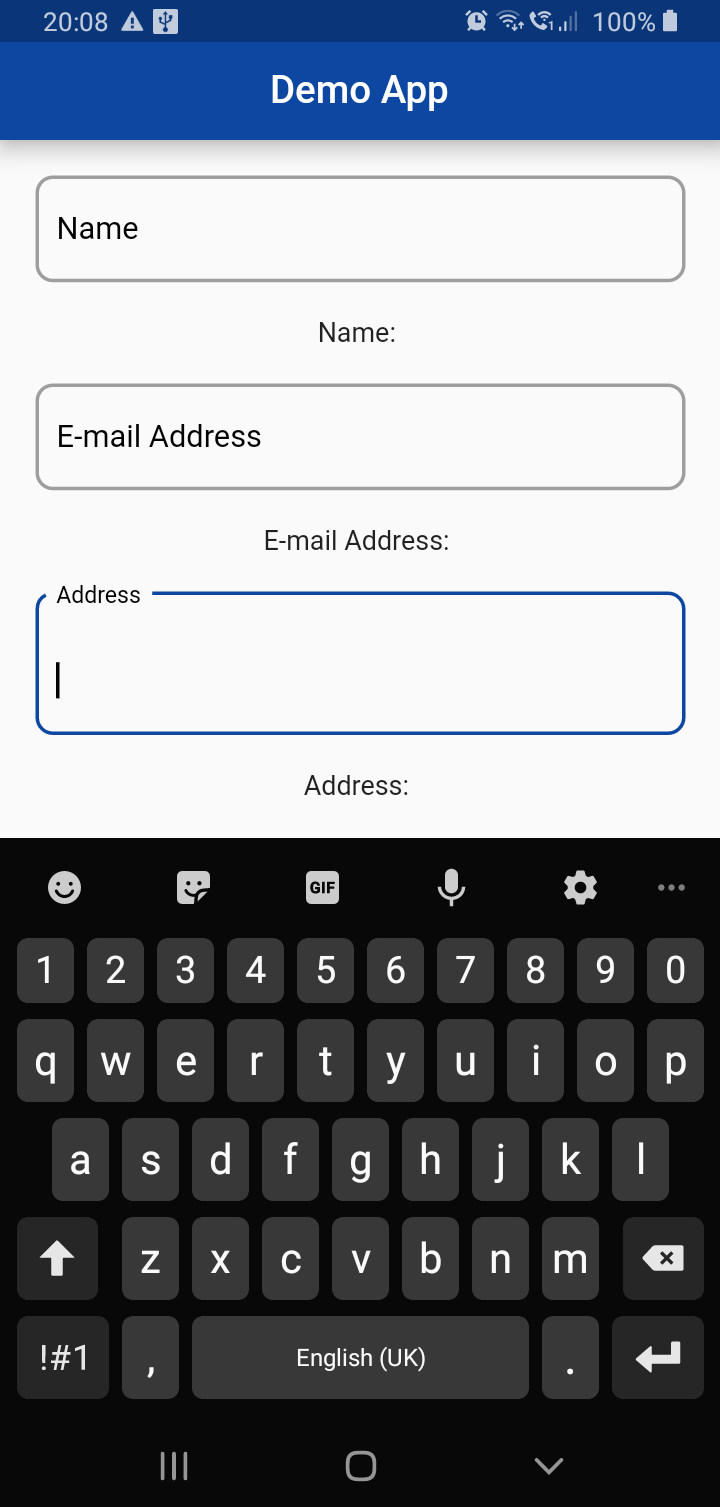 20:08 100%
Demo App
Name
Name:
E-mail Address
E-mail Address:
Address
Address:
GIF
1 2 3 4 5 6 7 8 9 0
q w e r t y u i o p
a s d f g h j k l
z x c v b n m
!#1 , English (UK) .